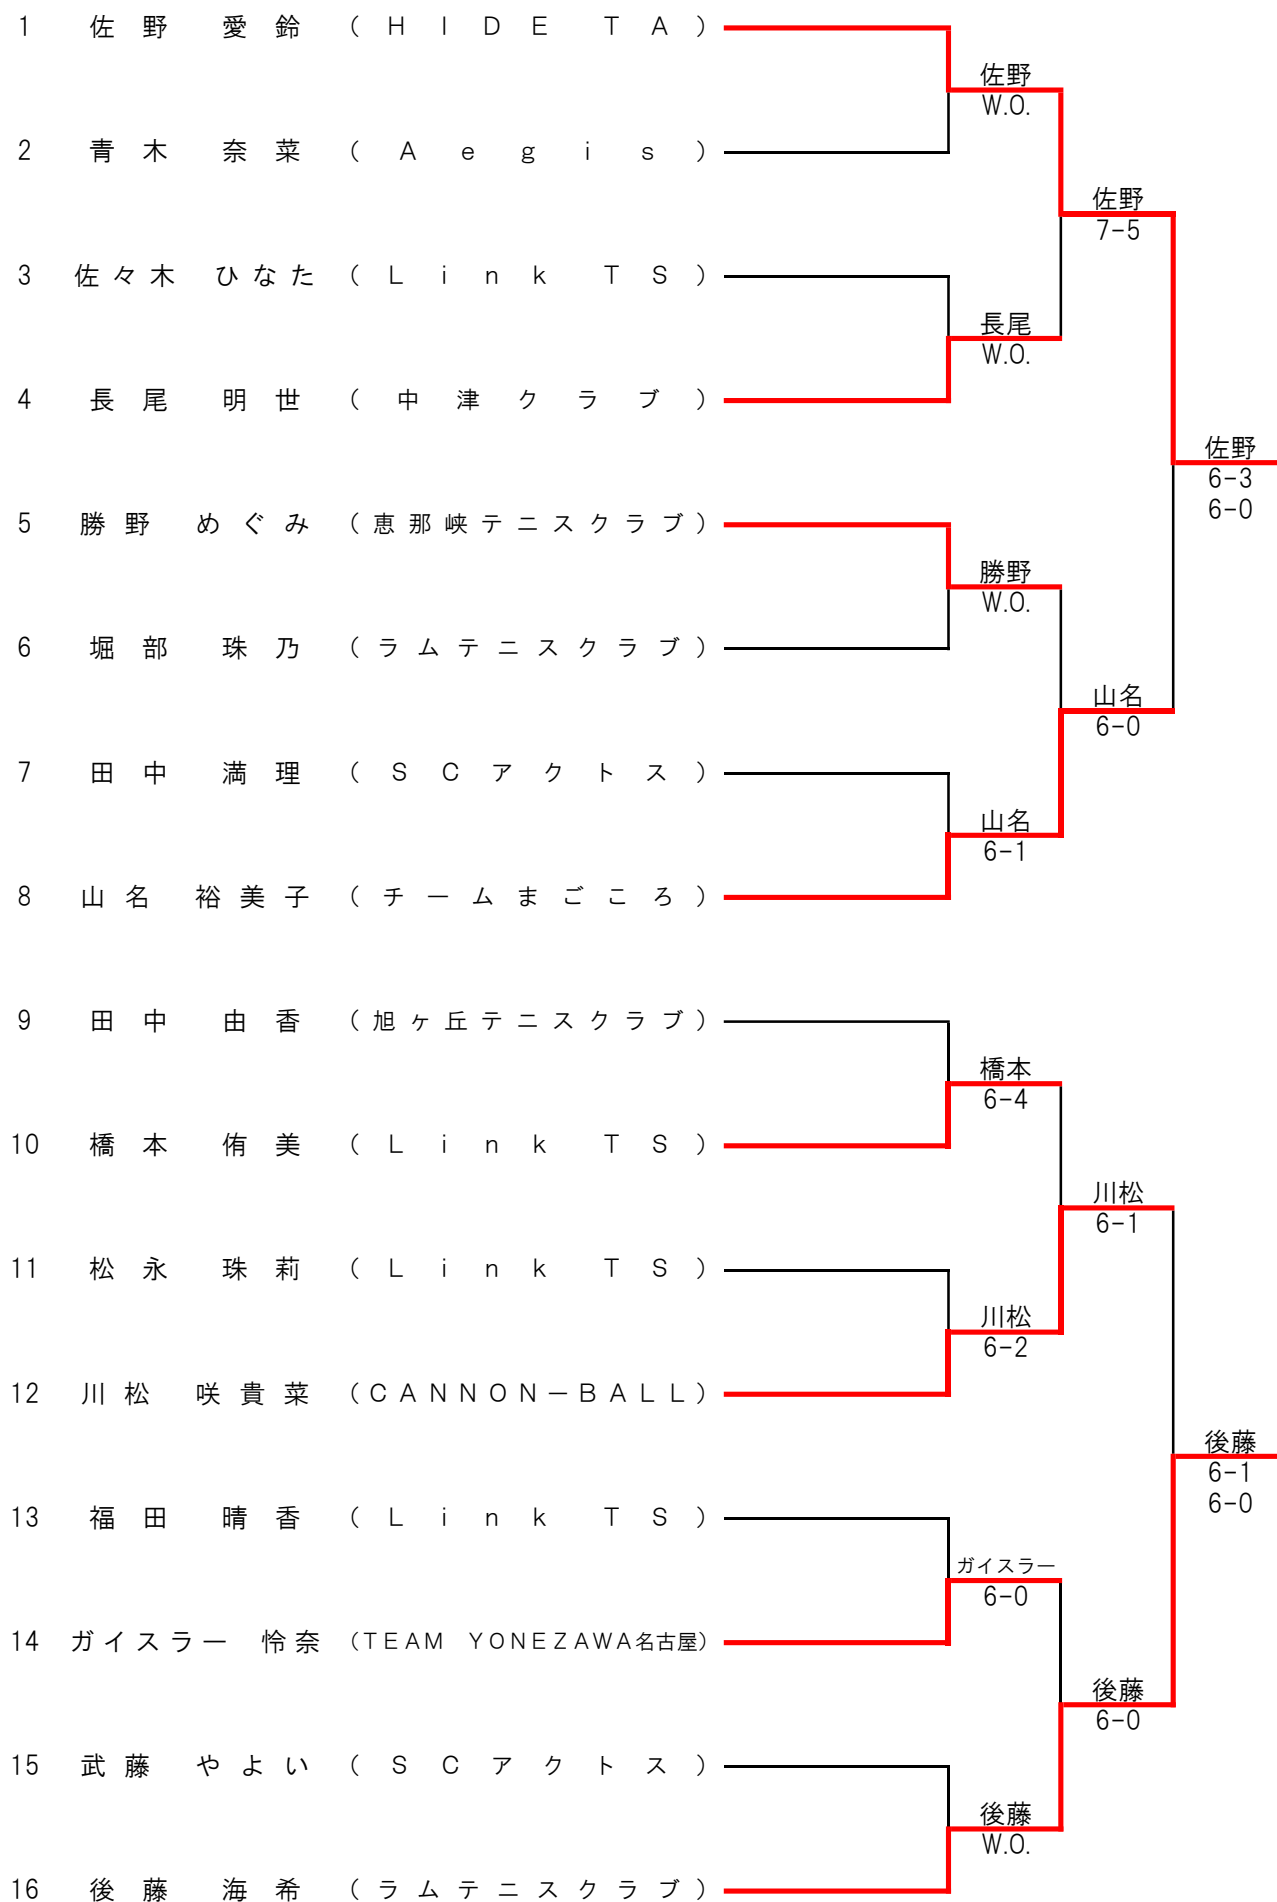 1 佐野 愛鈴 (HIDE TA)
佐野
W.O.
2 青木 奈菜 (Aegis)
佐野
7-5
3 佐々木 ひなた (Link TS)
長尾
W.O.
4 長尾 明世 (中津クラブ)
佐野
6-3
6-0
5 勝野 めぐみ (恵那峡テニスクラブ)
勝野
W.O.
6 堀部 珠乃 (ラムテニスクラブ)
山名
6-0
7 田中 満理 (SCアクトス)
山名
6-1
8 山名 裕美子 (チームまごころ)
9 田中 由香 (旭ヶ丘テニスクラブ)
橋本
6-4
10 橋本 侑美 (Link TS)
川松
6-1
11 松永 珠莉 (Link TS)
川松
6-2
12 川松 咲貴菜 (CANNON-BALL)
後藤
6-1
6-0
13 福田 晴香 (Link TS)
ガイスラー
6-0
14 ガイスラー 怜奈 (TEAM YONEZAWA名古屋)
後藤
6-0
15 武藤 やよい (SCアクトス)
後藤
W.O.
16 後藤 海希 (ラムテニスクラブ)